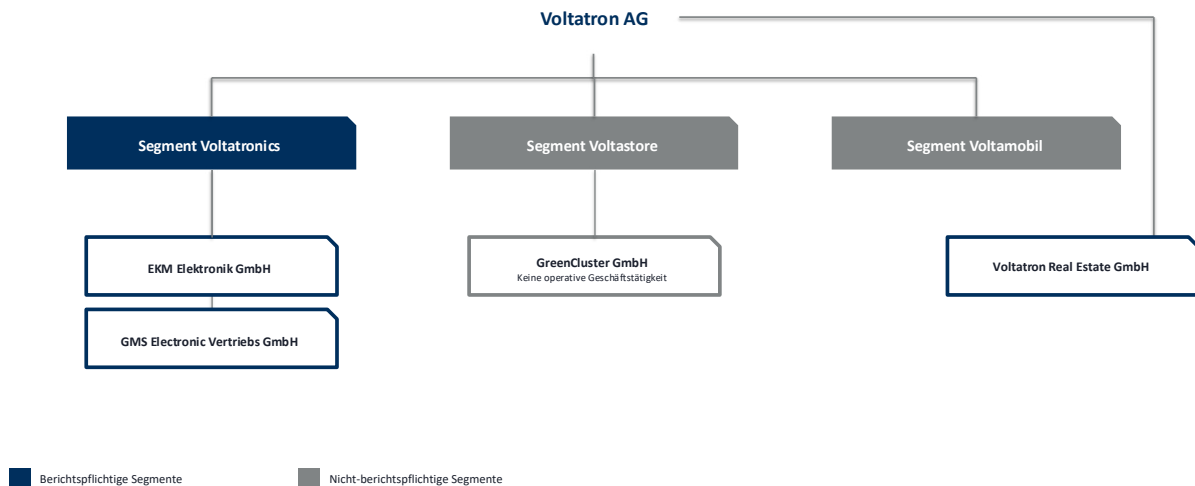 Voltatron AG
Segment Voltatronics
Segment Voltastore
Segment Voltamobil
EKM Elektronik GmbH
GreenCluster GmbH
Keine operative Geschäftstätigkeit
Voltatron Real Estate GmbH
GMS Electronic Vertriebs GmbH
Berichtspflichtige Segmente
Nicht-berichtspflichtige Segmente